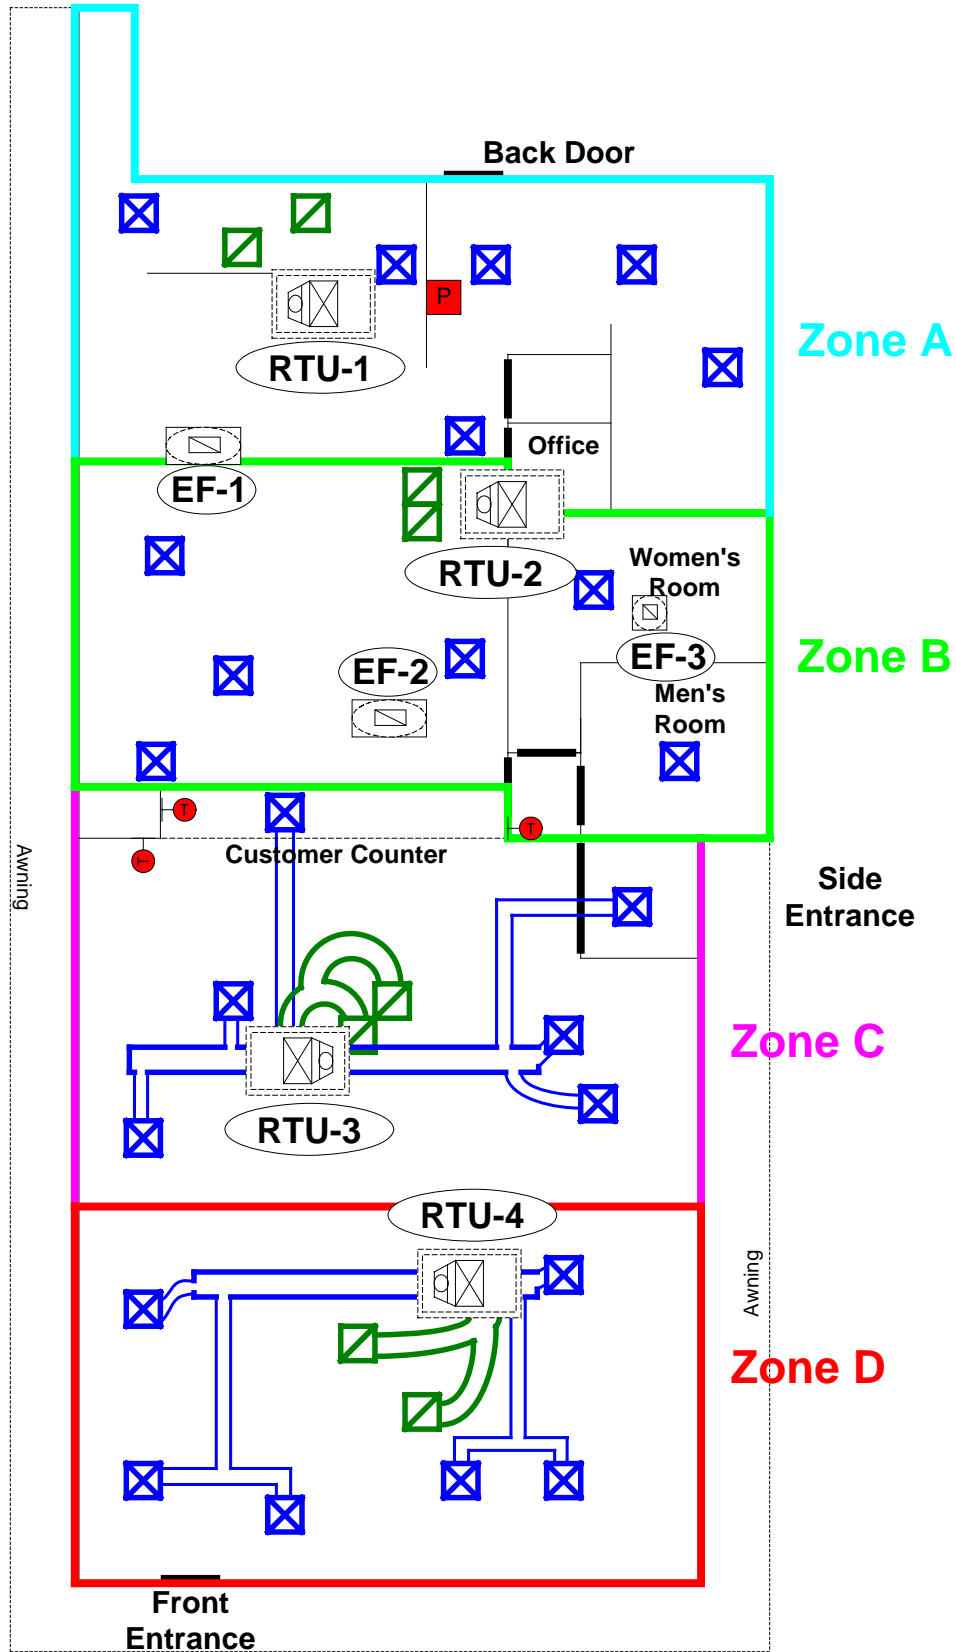 Back Door
P
Zone A
RTU-1
Office
EF-1
RTU-2
Women's
Room
Zone B
EF-2
EF-3
Men's
Room
T
T
Customer Counter
T
Awning
Side
Entrance
Zone C
RTU-3
RTU-4
Awning
Zone D
Front
Entrance